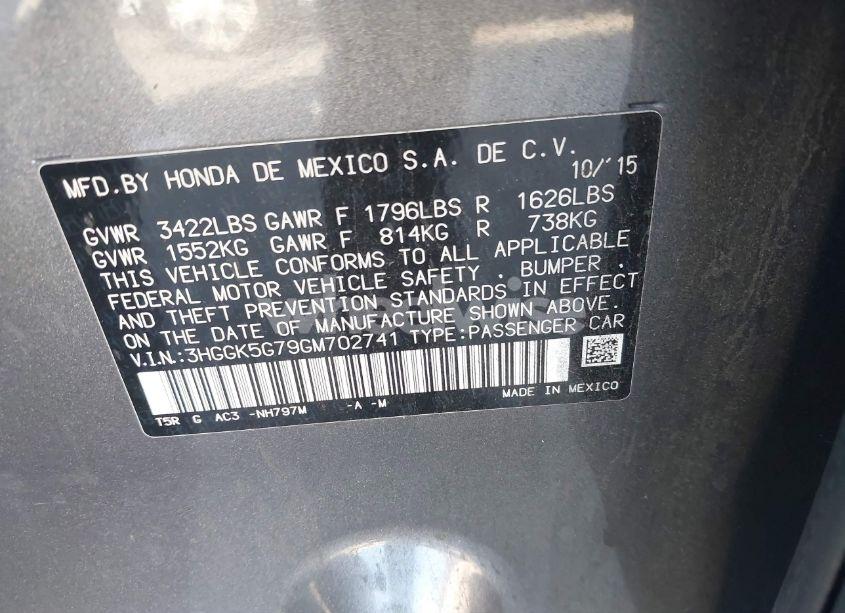 MFD.BY HONDA DE MEXICO S.A. DE C.V.
10/'15
GVWR 3422LBS GAWR F 1796LBS R 1626LBS
GVWR 1552KG GAWR F 814KG R 738KG
THIS VEHICLE CONFORMS TO ALL APPLICABLE
FEDERAL MOTOR VEHICLE SAFETY , BUMPER ,
AND THEFT PREVENTION STANDARDS IN EFFECT
ON THE DATE OF MANUFACTURE SHOWN ABOVE.
V.I.N.:3HGGK5G79GM702741 TYPE:PASSENGER CAR
MADE IN MEXICO
T5R G AC3 -NH797M -A -M